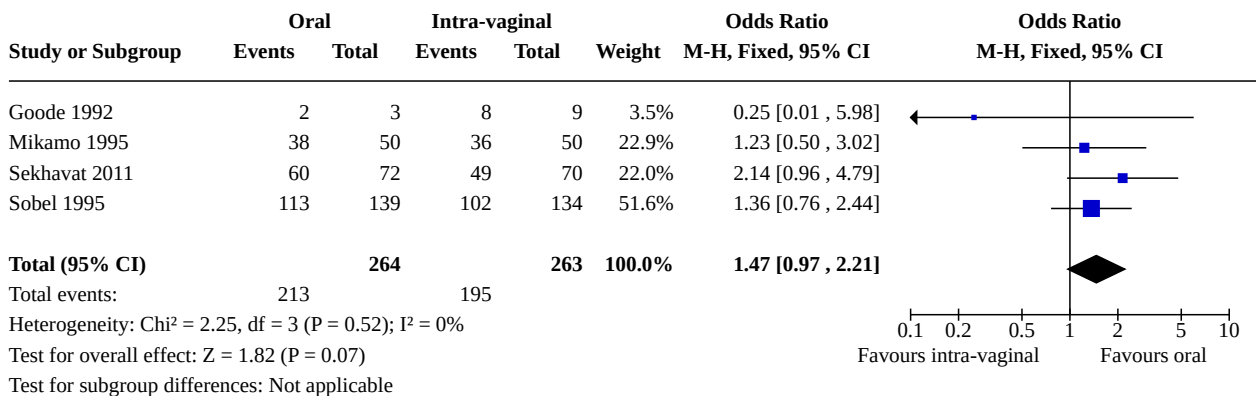 Oral Intra-vaginal Odds Ratio Odds Ratio
Study or Subgroup Events Total Events Total Weight M-H, Fixed, 95% CI M-H, Fixed, 95% CI
Goode 1992 2 3 8 9 3.5% 0.25 [0.01 , 5.98]
Mikamo 1995 38 50 36 50 22.9% 1.23 [0.50 , 3.02]
Sekhavat 2011 60 72 49 70 22.0% 2.14 [0.96 , 4.79]
Sobel 1995 113 139 102 134 51.6% 1.36 [0.76 , 2.44]
Total (95% CI) 264 263 100.0% 1.47 [0.97 , 2.21]
Total events: 213 195
Heterogeneity: Chi² = 2.25, df = 3 (P = 0.52); I² = 0%
Test for overall effect: Z = 1.82 (P = 0.07)
Test for subgroup differences: Not applicable
0.1 0.2 0.5 1 2 5 10
Favours intra-vaginal Favours oral